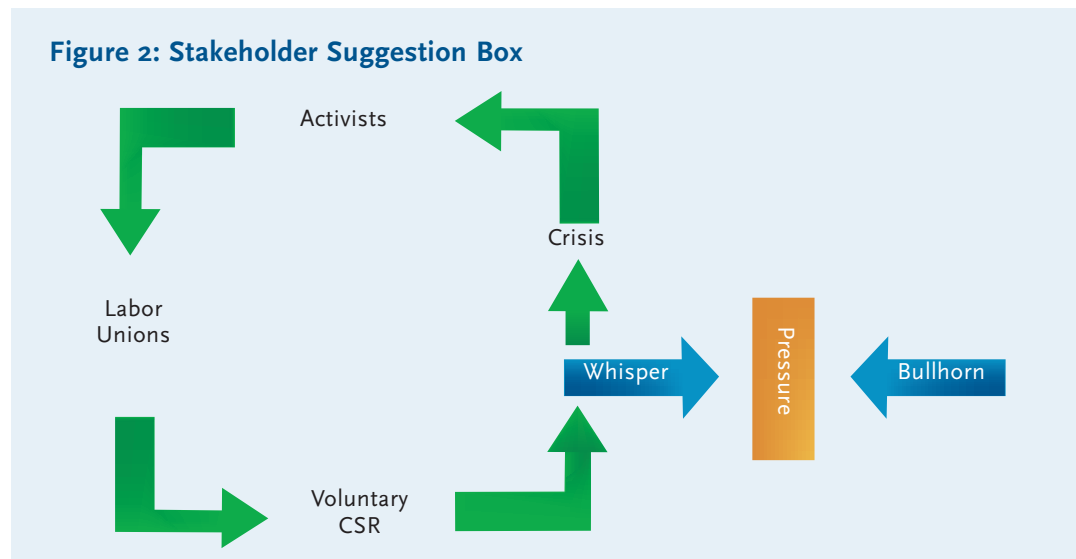 Figure 2: Stakeholder Suggestion Box
Activists
Crisis
Labor
Unions
Whisper
Pressure
Bullhorn
Voluntary
CSR